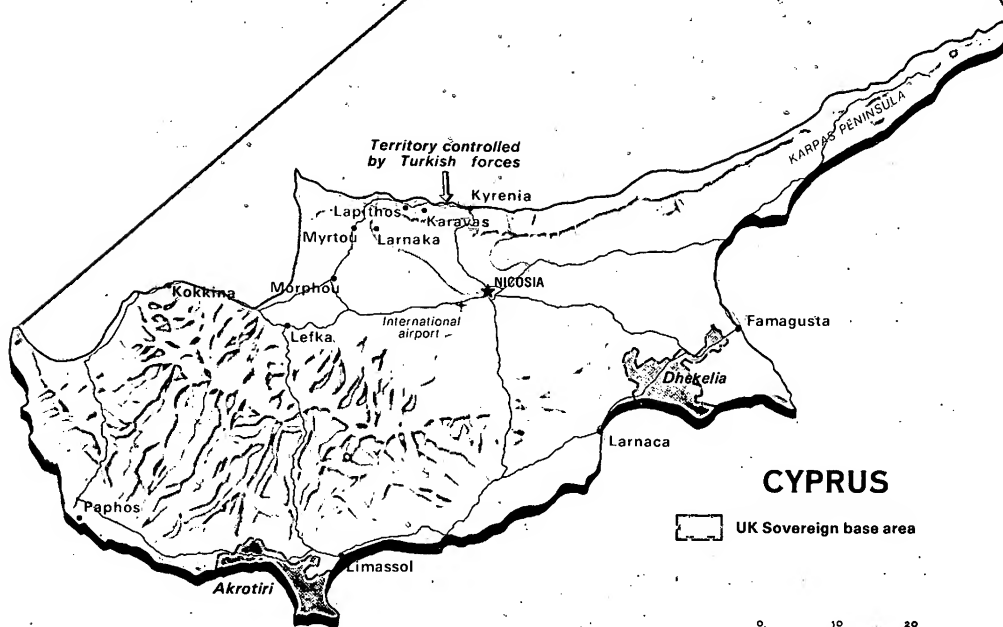 KARPAS PENINSULA
Territory controlled
by Turkish forces
Kyrenia
Lapithos
Karavas
Myrtou
Larnaka
Kokkina
Morphou
NICOSIA
International
airport
Lefka
Famagusta
Dhekelia
Larnaca
CYPRUS
UK Sovereign base area
Paphos
Limassol
Akrotiri
0 10 20